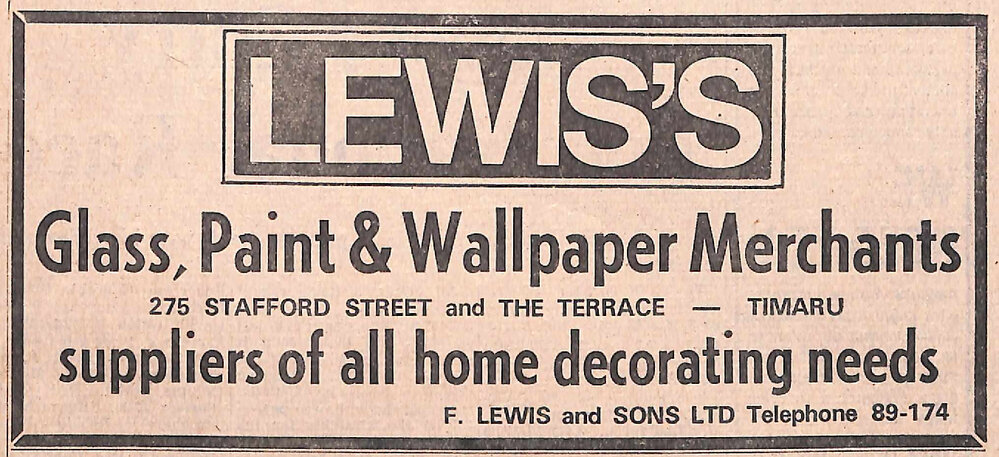 LEWIS'S
Glass, Paint & Wallpaper Merchants
275 STAFFORD STREET and THE TERRACE — TIMARU
suppliers of all home decorating needs
F. LEWIS and SONS LTD Telephone 89-174